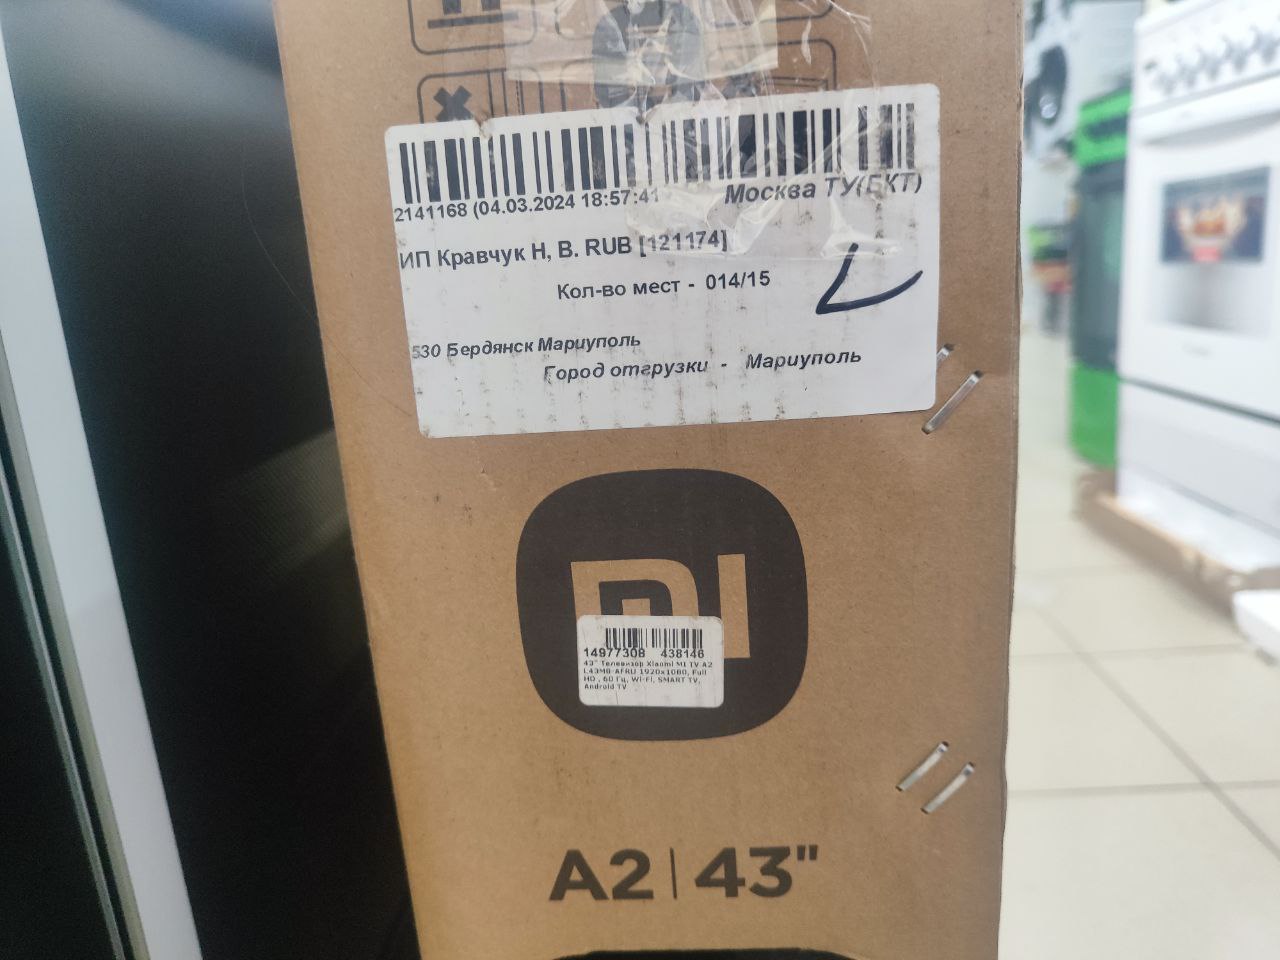 2141168 (04.03.2024 18:57:41
Москва ТУ(БКТ)
ИП Кравчук Н, В. RUB [121174]
Кол-во мест - 014/15
530 Бердянск Мариуполь
Город отгрузки - Мариуполь
14977308 438146
43" Телевизор Xiaomi MI TV A2
L43M8-AFRU 1920x1080, Full
HD , 60 Гц, Wi-Fi, SMART TV,
Android TV
A2 | 43"